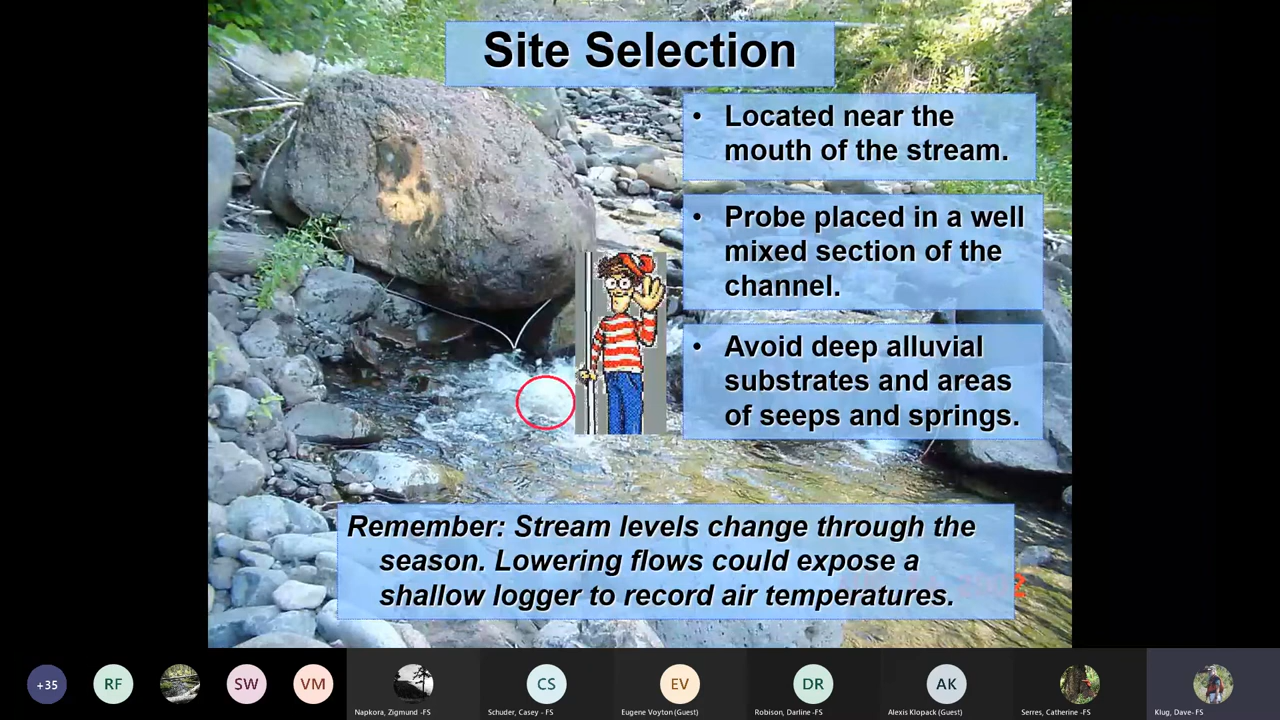 Site Selection
• Located near the
mouth of the stream.
• Probe placed in a well
mixed section of the
channel.
• Avoid deep alluvial
substrates and areas
of seeps and springs.
Remember: Stream levels change through the
season. Lowering flows could expose a
shallow logger to record air temperatures.
+35
RF
SW
VM
CS
EV
DR
AK
Napkora, Zigmund -FS
Schuder, Casey - FS
Eugene Voyton (Guest)
Robison, Darline -FS
Alexis Klopack (Guest)
Serres, Catherine -FS
Klug, Dave- FS